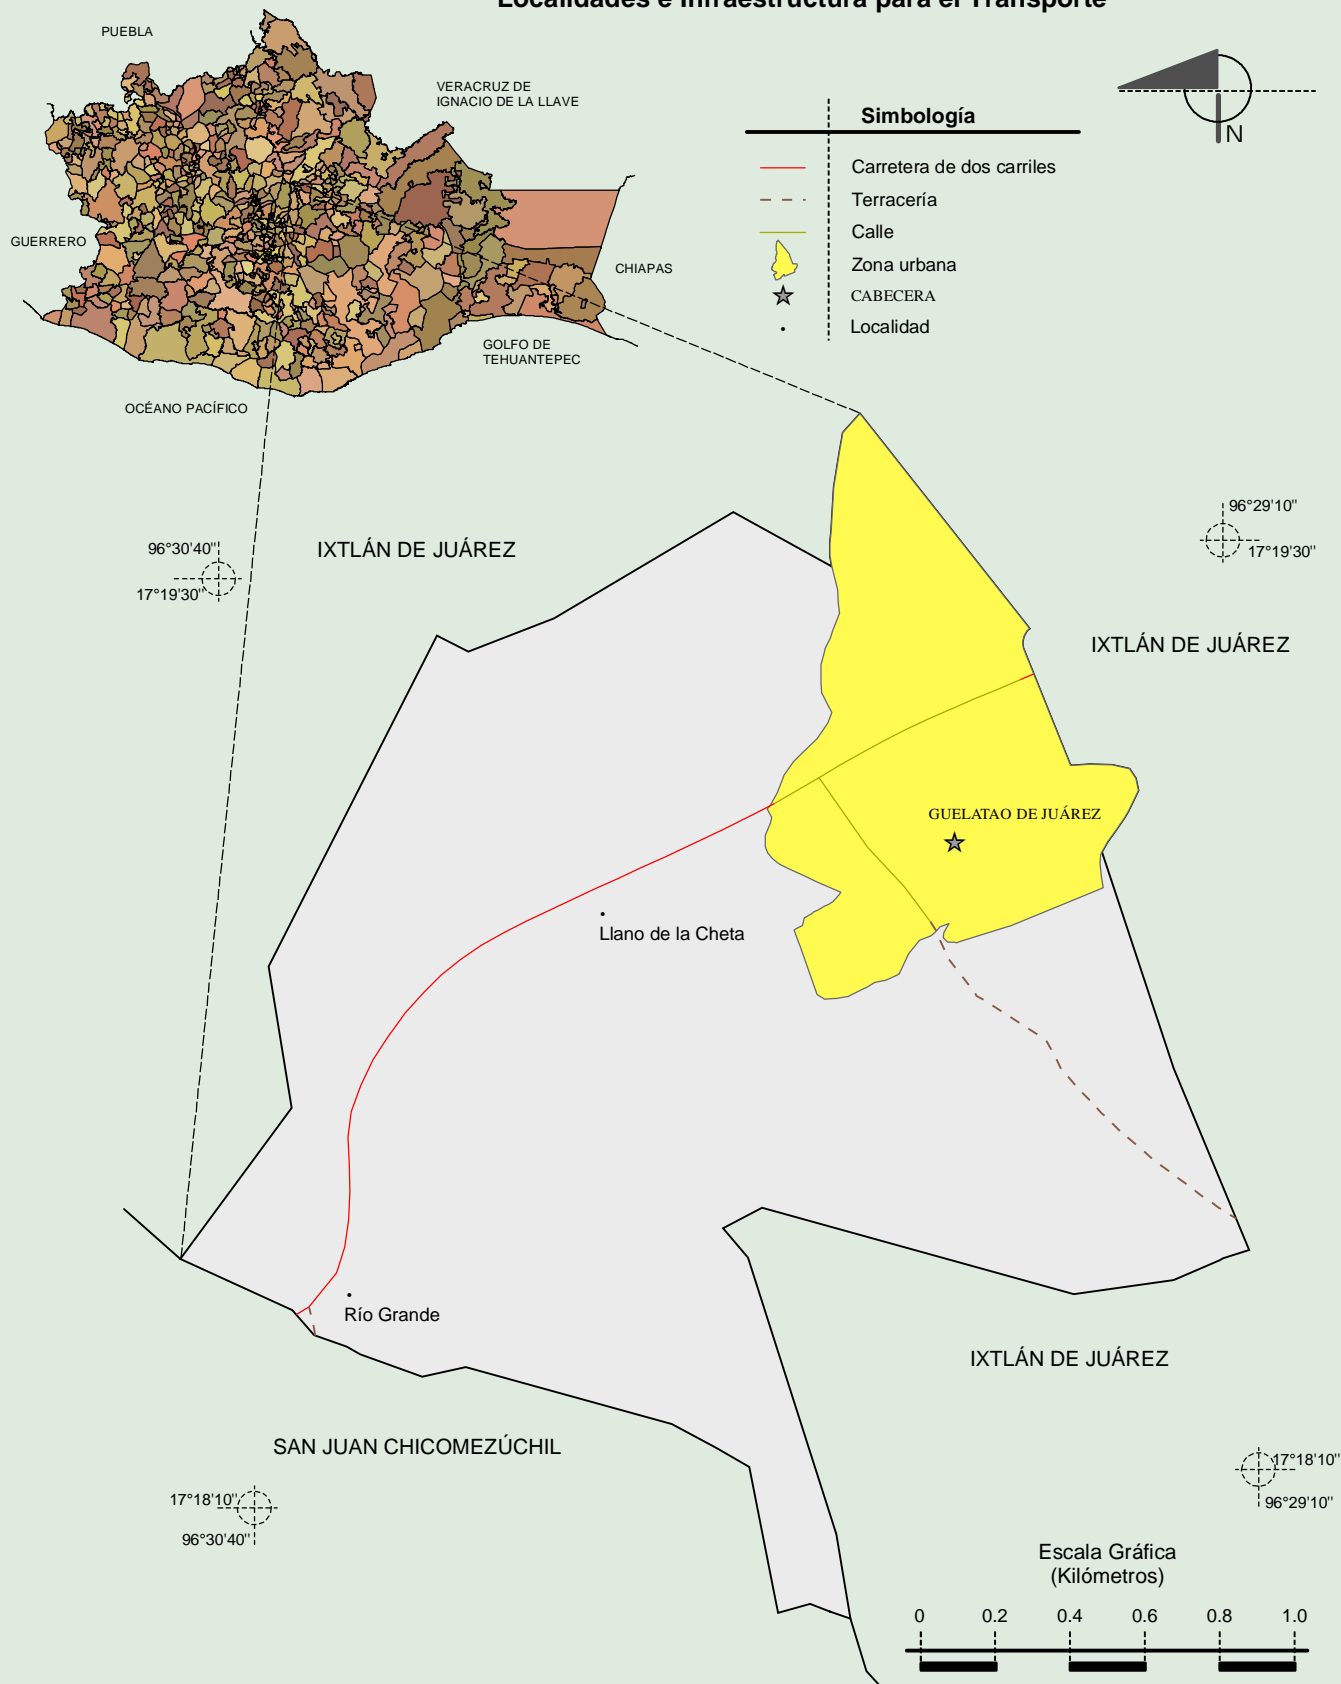 Localidades e Infraestructura para el Transporte
PUEBLA
VERACRUZ DE
IGNACIO DE LA LLAVE
GUERRERO
CHIAPAS
GOLFO DE
TEHUANTEPEC
OCÉANO PACÍFICO
Simbología
Carretera de dos carriles
Terracería
Calle
Zona urbana
CABECERA
Localidad
N
96°30'40"
17°19'30"
IXTLÁN DE JUÁREZ
96°29'10"
17°19'30"
IXTLÁN DE JUÁREZ
GUELATAO DE JUÁREZ
Llano de la Cheta
Río Grande
IXTLÁN DE JUÁREZ
SAN JUAN CHICOMEZÚCHIL
17°18'10"
96°30'40"
17°18'10"
96°29'10"
Escala Gráfica
(Kilómetros)
0 0.2 0.4 0.6 0.8 1.0